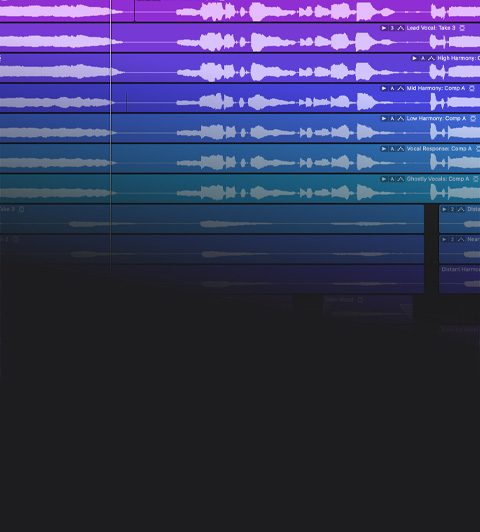 3 Lead Vocal: Take 3
A High Harmony: Comp A
A Mid Harmony: Comp A
A Low Harmony: Comp A
A Vocal Response: Comp A
A Ghostly Vocals: Comp A
Take 3
2 Dista
2 Near
Distant Harmo